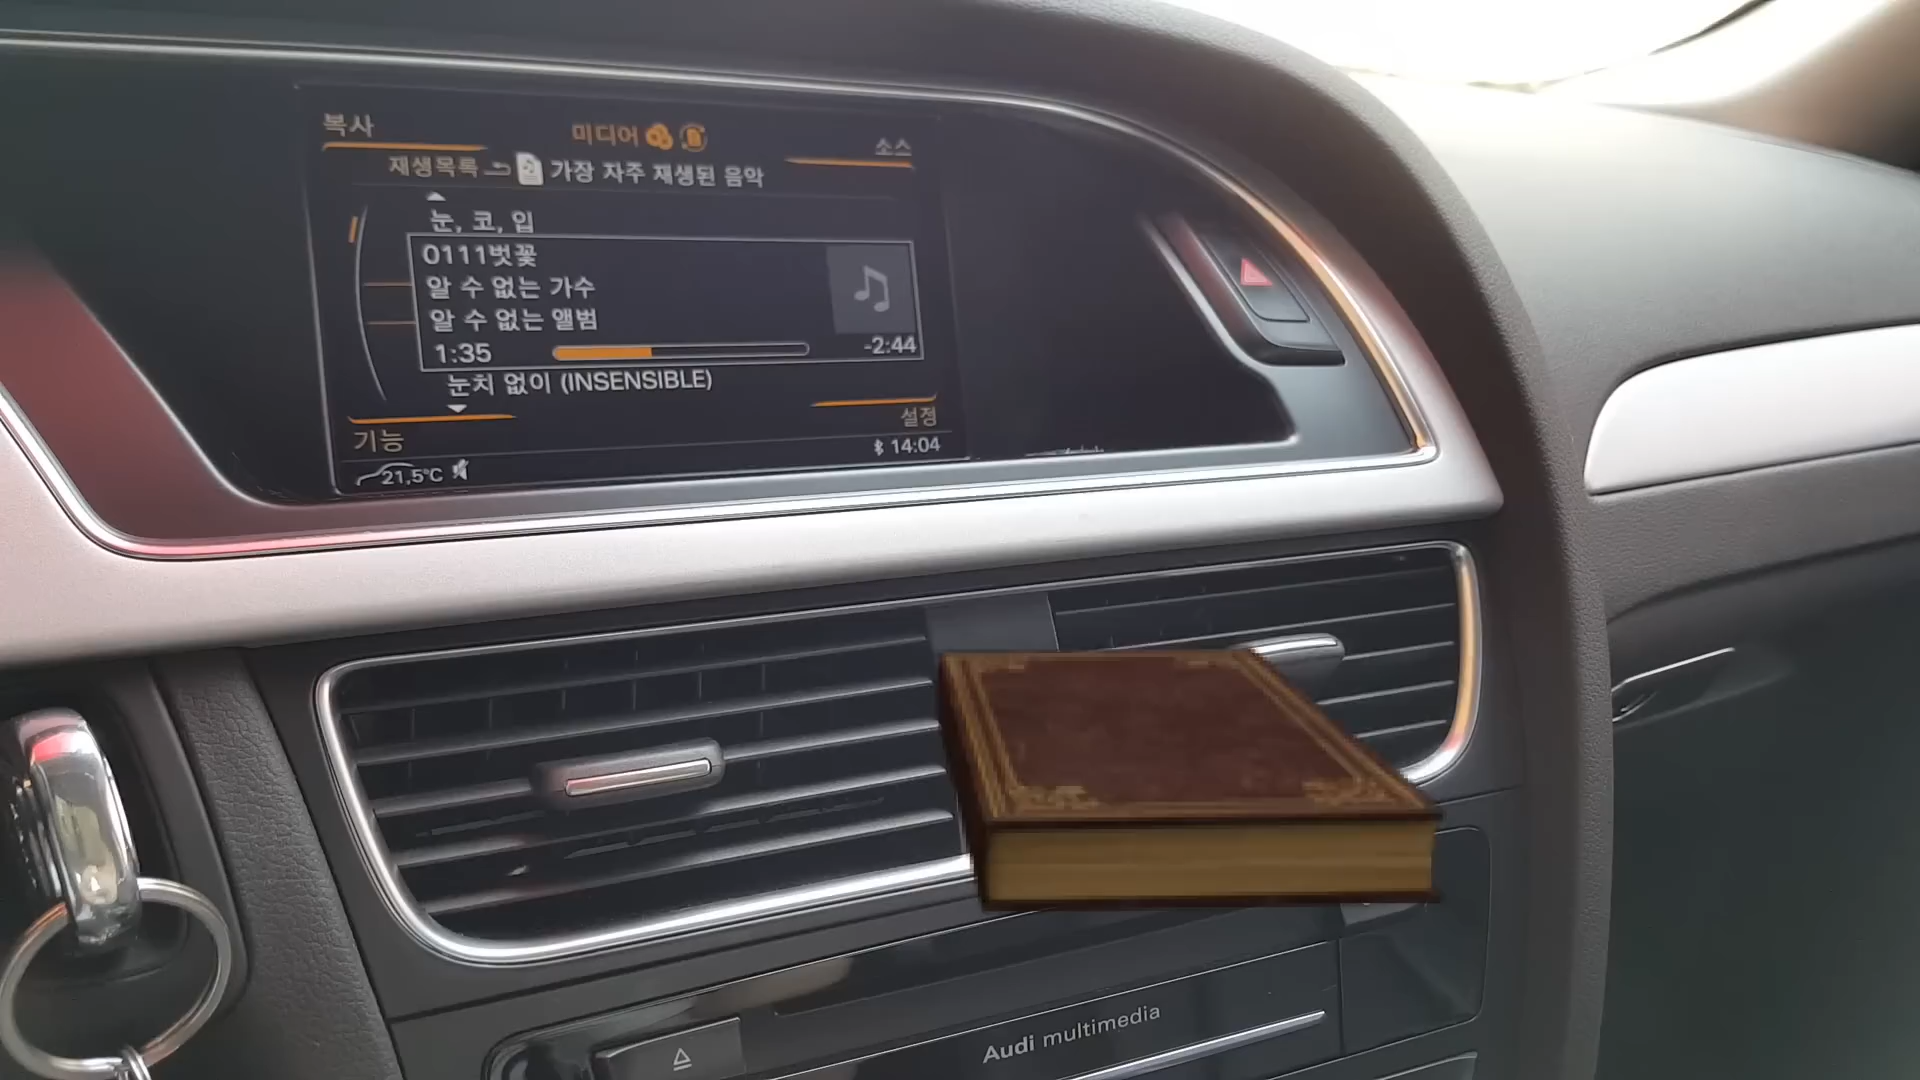 복사
미디어
소스
재생목록 가장 자주 재생된 음악
눈, 코, 입
0111벚꽃
알 수 없는 가수
알 수 없는 앨범
1:35 -2:44
눈치 없이 (INSENSIBLE)
설정
기능
14:04
21,5°C
Audi multimedia